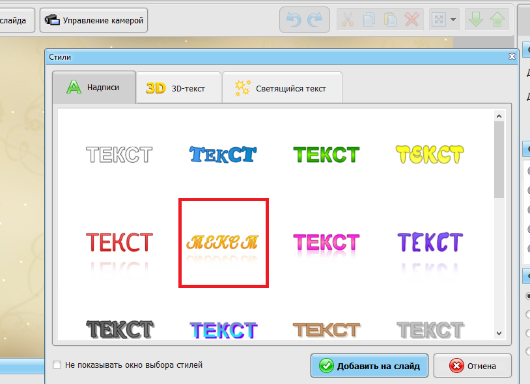 слайда Управление камерой
Стили
Надписи 3D 3D-текст Светящийся текст
ТЕКСТ ТЕКСТ ТЕКСТ ТЕКСТ
ТЕКСТ ТЕКСТ ТЕКСТ ТЕКСТ
ТЕКСТ ТЕКСТ ТЕКСТ ТЕКСТ
Не показывать окно выбора стилей Добавить на слайд Отмена